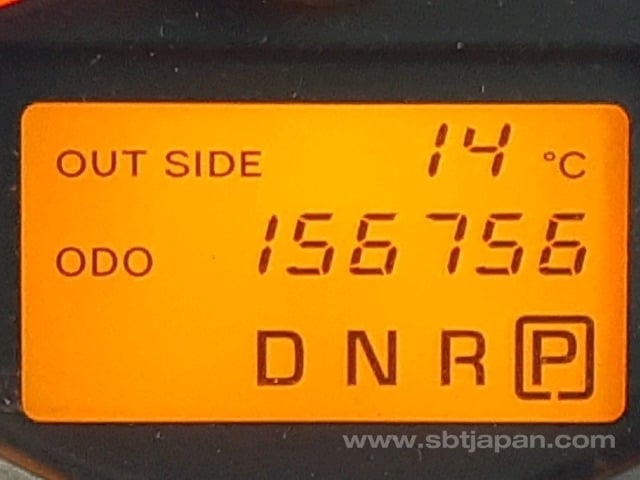 OUT SIDE 14 °C
ODO 156756
D N R P
www.sbtjapan.com